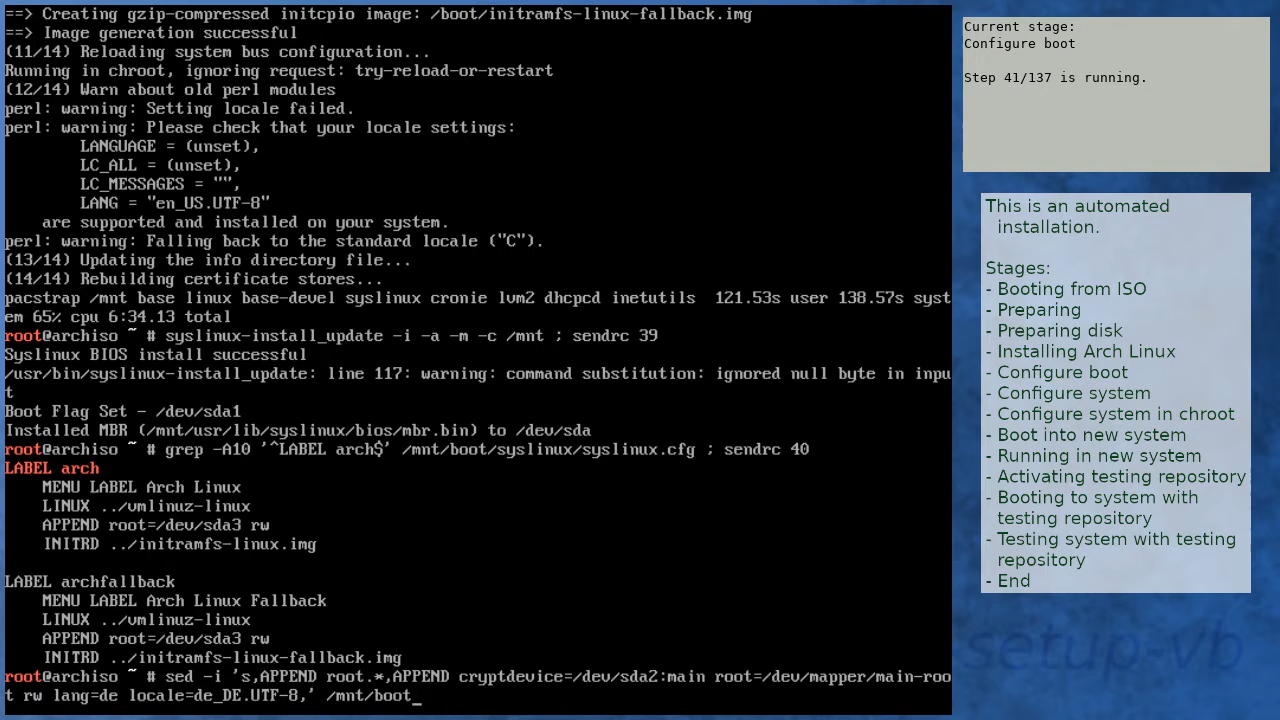 ==> Creating gzip-compressed initcpio image: /boot/initramfs-linux-fallback.img
==> Image generation successful
(11/14) Reloading system bus configuration...
Running in chroot, ignoring request: try-reload-or-restart
(12/14) Warn about old perl modules
perl: warning: Setting locale failed.
perl: warning: Please check that your locale settings:
        LANGUAGE = (unset),
        LC_ALL = (unset),
        LC_MESSAGES = "",
        LANG = "en_US.UTF-8"
    are supported and installed on your system.
perl: warning: Falling back to the standard locale ("C").
(13/14) Updating the info directory file...
(14/14) Rebuilding certificate stores...
pacstrap /mnt base linux base-devel syslinux cronie lvm2 dhcpcd inetutils  121.53s user 138.57s syst
em 65% cpu 6:34.13 total
root@archiso ~ # syslinux-install_update -i -a -m -c /mnt ; sendrc 39
Syslinux BIOS install successful
/usr/bin/syslinux-install_update: line 117: warning: command substitution: ignored null byte in inpu
t
Boot Flag Set - /dev/sda1
Installed MBR (/mnt/usr/lib/syslinux/bios/mbr.bin) to /dev/sda
root@archiso ~ # grep -A10 '^LABEL arch$' /mnt/boot/syslinux/syslinux.cfg ; sendrc 40
LABEL arch
    MENU LABEL Arch Linux
    LINUX ../vmlinuz-linux
    APPEND root=/dev/sda3 rw
    INITRD ../initramfs-linux.img

LABEL archfallback
    MENU LABEL Arch Linux Fallback
    LINUX ../vmlinuz-linux
    APPEND root=/dev/sda3 rw
    INITRD ../initramfs-linux-fallback.img
root@archiso ~ # sed -i 's,APPEND root.*,APPEND cryptdevice=/dev/sda2:main root=/dev/mapper/main-roo
t rw lang=de locale=de_DE.UTF-8,' /mnt/boot_
Current stage:
Configure boot

Step 41/137 is running.
This is an automated
installation.

Stages:
- Booting from ISO
- Preparing
- Preparing disk
- Installing Arch Linux
- Configure boot
- Configure system
- Configure system in chroot
- Boot into new system
- Running in new system
- Activating testing repository
- Booting to system with
testing repository
- Testing system with testing
repository
- End
setup-vb